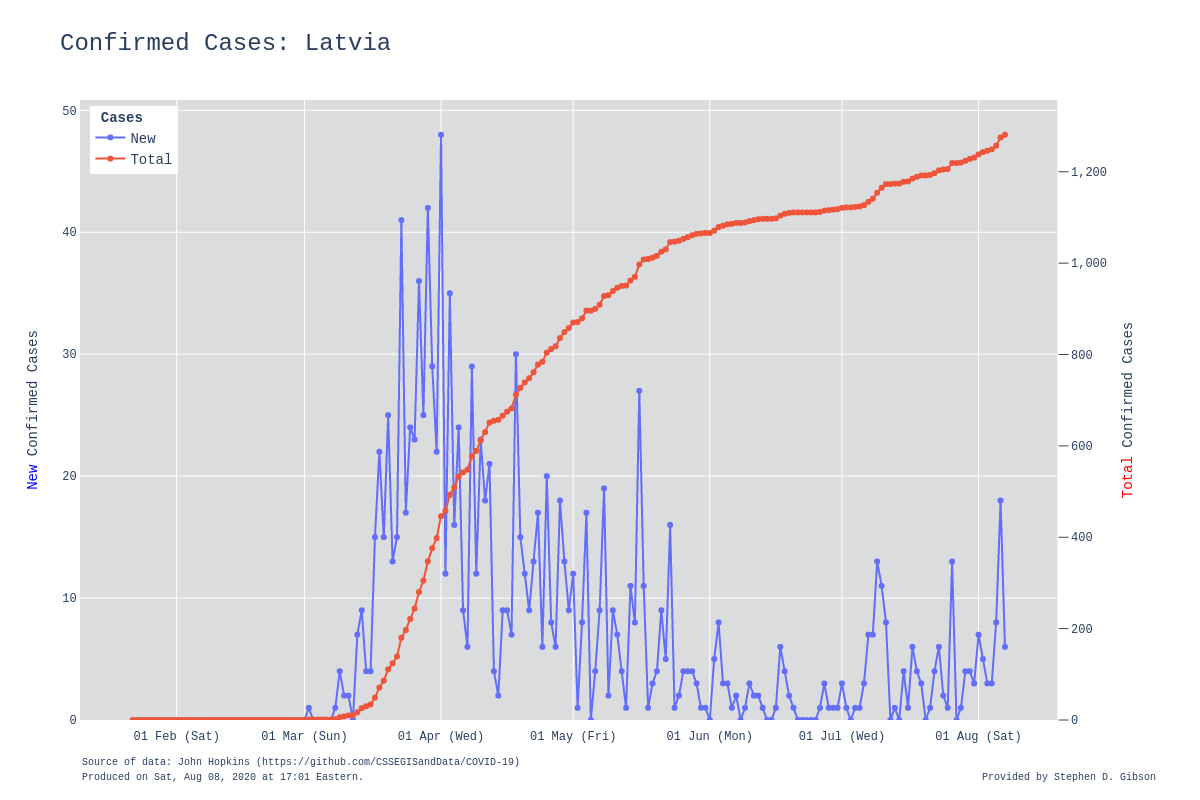 Confirmed Cases: Latvia
Cases
New
Total
50
40
30
20
10
0
1,200
1,000
800
600
400
200
0
New Confirmed Cases
Total Confirmed Cases
01 Feb (Sat)
01 Mar (Sun)
01 Apr (Wed)
01 May (Fri)
01 Jun (Mon)
01 Jul (Wed)
01 Aug (Sat)
Source of data: John Hopkins (https://github.com/CSSEGISandData/COVID-19)
Produced on Sat, Aug 08, 2020 at 17:01 Eastern.
Provided by Stephen D. Gibson